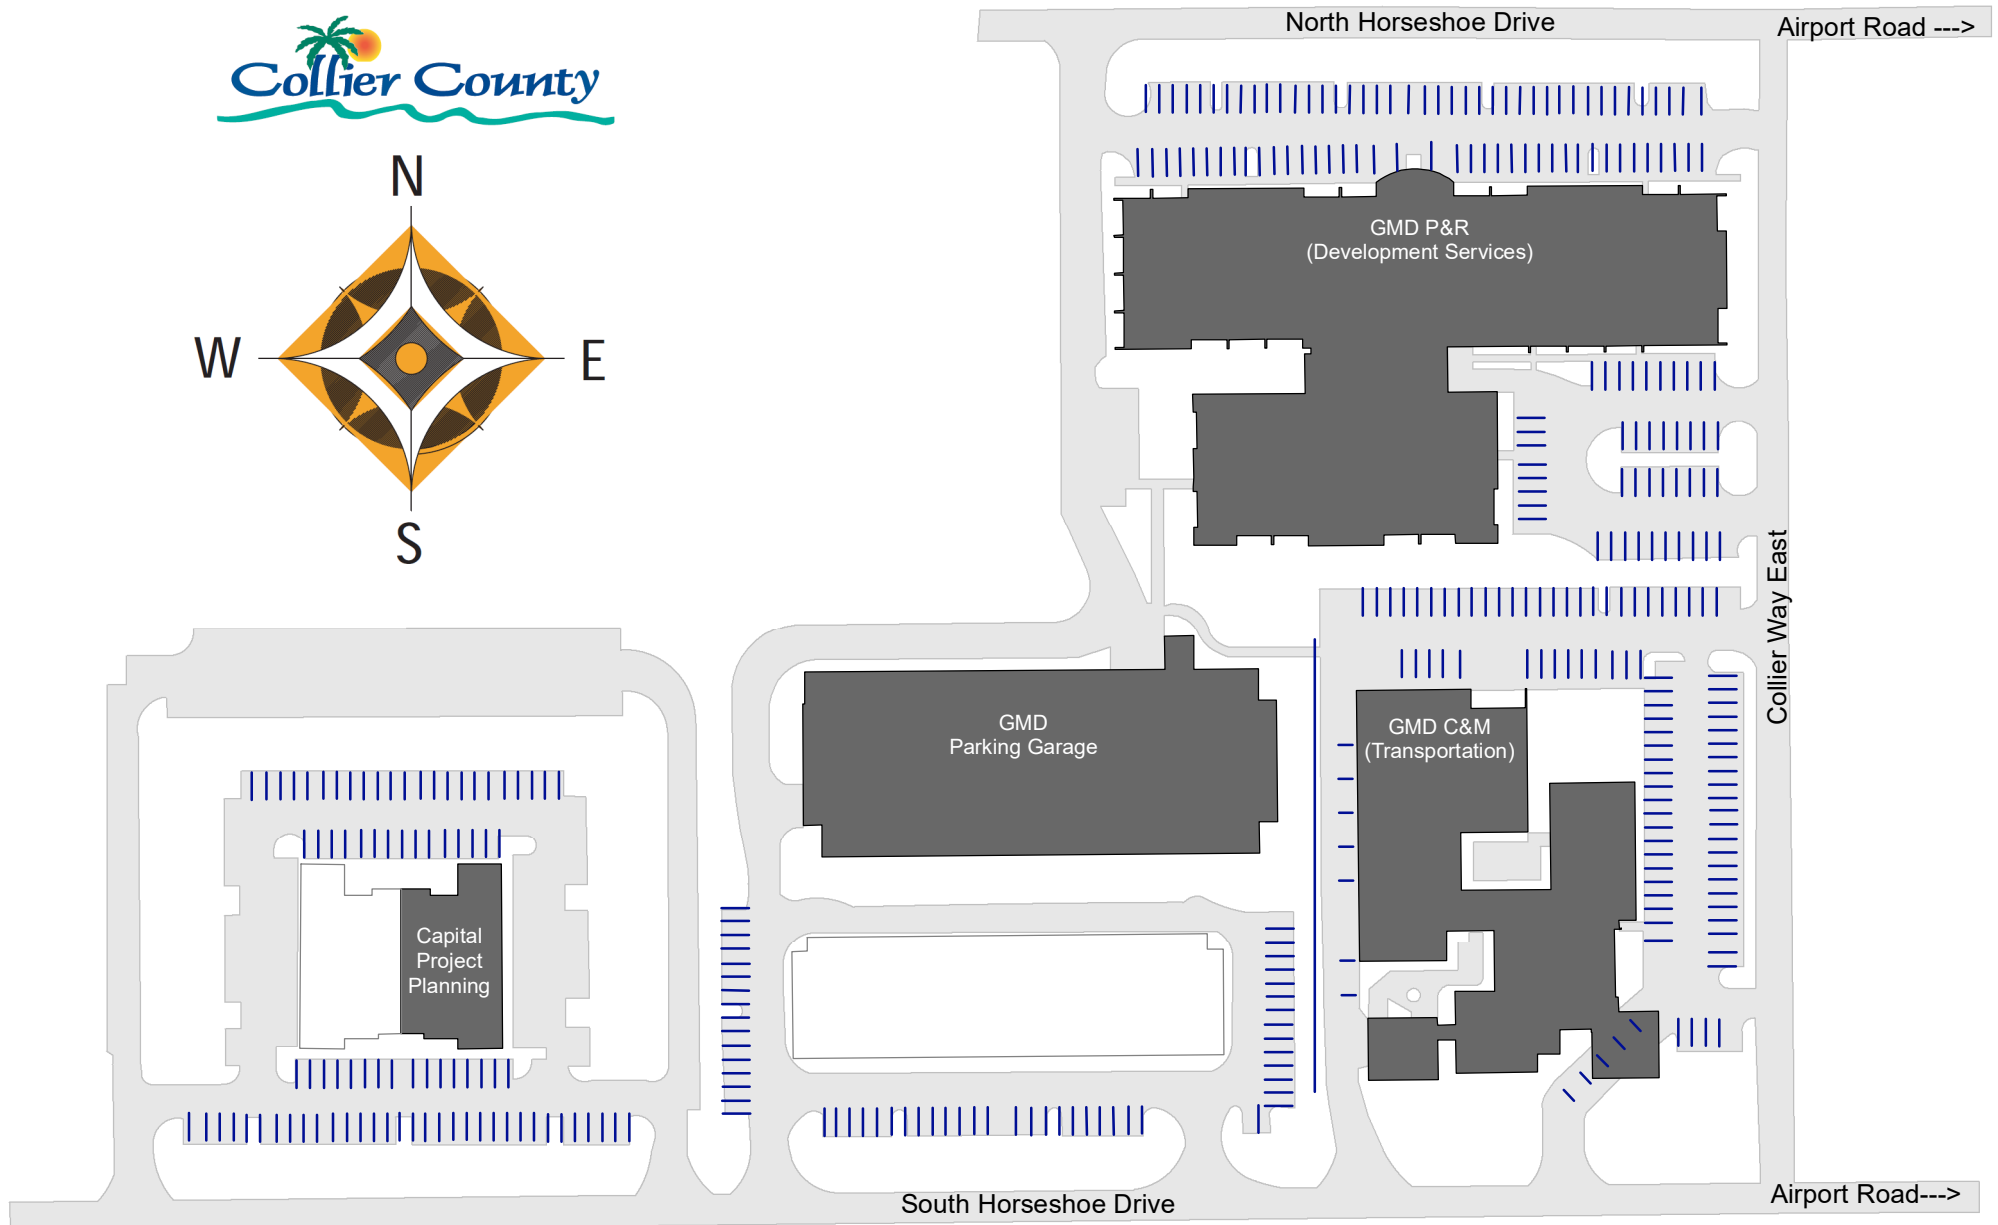 North Horseshoe Drive
Airport Road --->
Collier County
N
W
E
S
GMD P&R
(Development Services)
Collier Way East
GMD
Parking Garage
GMD C&M
(Transportation)
Capital
Project
Planning
South Horseshoe Drive
Airport Road--->